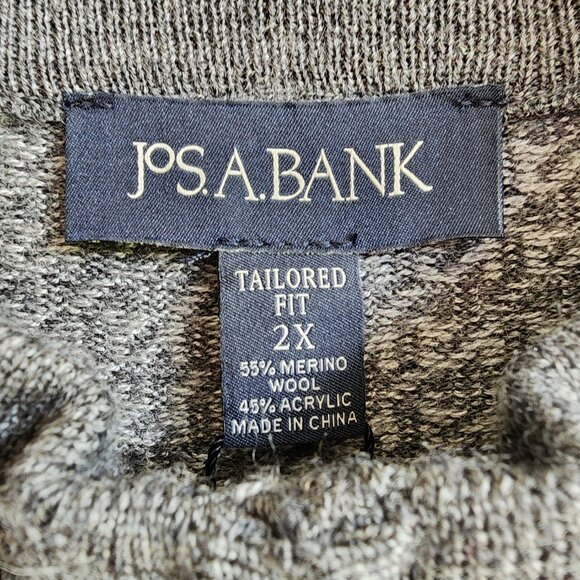 JOS.A.BANK
TAILORED
FIT
2X
55% MERINO
WOOL
45% ACRYLIC
MADE IN CHINA